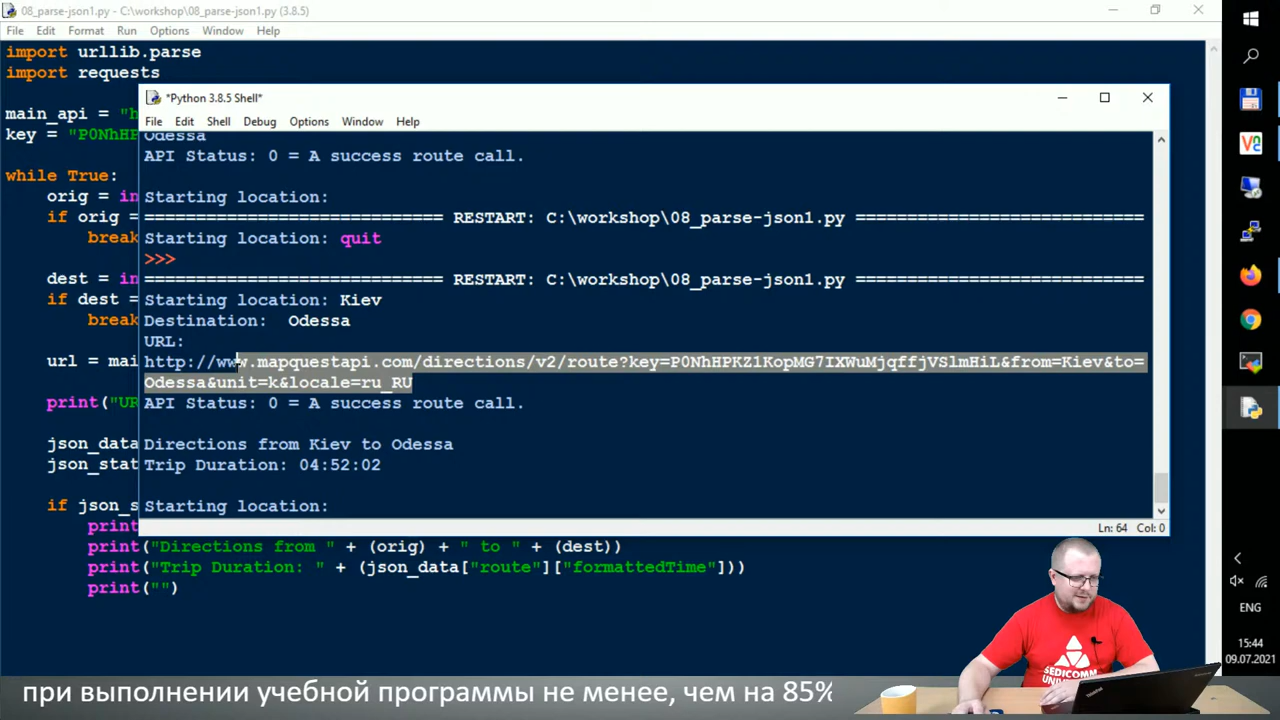 08_parse-json1.py - C:\workshop\08_parse-json1.py (3.8.5)
File Edit Format Run Options Window Help
import urllib.parse
import requests
main_api = "h
key = "P0NhHP
while True:
orig = in
if orig =
break
dest = in
if dest =
break
url = mai
print("UR
json_data
json_stat
if json_s
print
print("Directions from " + (orig) + " to " + (dest))
print("Trip Duration: " + (json_data["route"]["formattedTime"]))
print("")
*Python 3.8.5 Shell*
File Edit Shell Debug Options Window Help
Odessa
API Status: 0 = A success route call.
Starting location:
============================= RESTART: C:\workshop\08_parse-json1.py ============================
Starting location: quit
>>>
============================= RESTART: C:\workshop\08_parse-json1.py ============================
Starting location: Kiev
Destination: Odessa
URL:
http://www.mapquestapi.com/directions/v2/route?key=P0NhHPKZ1KopMG7IXWuMjqffjVSlmHiL&from=Kiev&to=
Odessa&unit=k&locale=ru_RU
API Status: 0 = A success route call.
Directions from Kiev to Odessa
Trip Duration: 04:52:02
Starting location:
Ln: 64 Col: 0
ENG
15:44
09.07.2021
SEDICOMM
при выполнении учебной программы не менее, чем на 85%